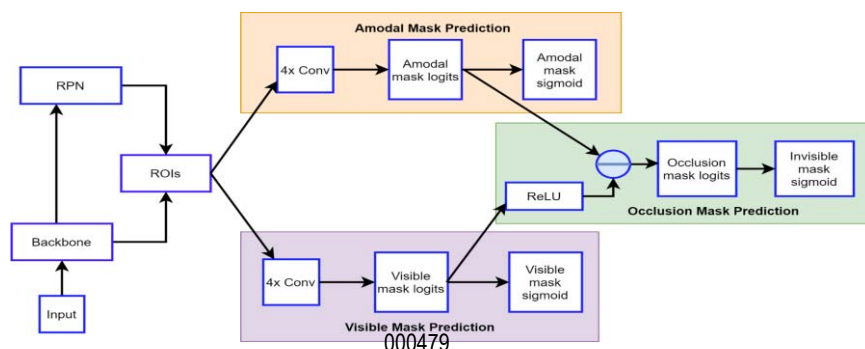 Amodal Mask Prediction
4x Conv
Amodal
mask logits
Amodal
mask
sigmoid
RPN
ROIs
Backbone
Input
ReLU
Occlusion
mask logits
Invisible
mask
sigmoid
Occlusion Mask Prediction
4x Conv
Visible
mask logits
Visible
mask
sigmoid
Visible Mask Prediction
000479